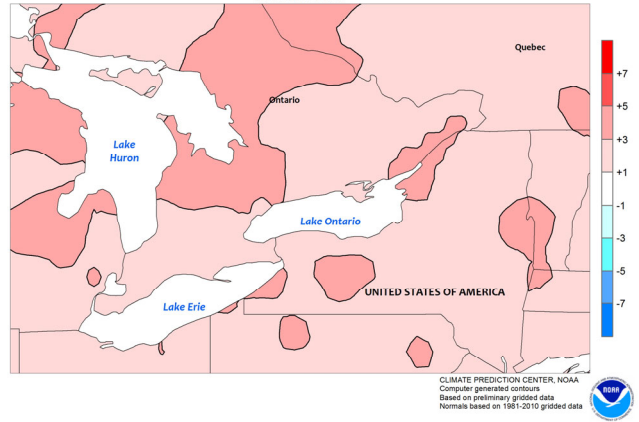 Quebec
Ontario
Lake
Huron
Lake Ontario
Lake Erie
UNITED STATES OF AMERICA
+7
+5
+3
+1
-1
-3
-5
-7
CLIMATE PREDICTION CENTER, NOAA
Computer generated contours
Based on preliminary gridded data
Normals based on 1981-2010 gridded data
NOAA